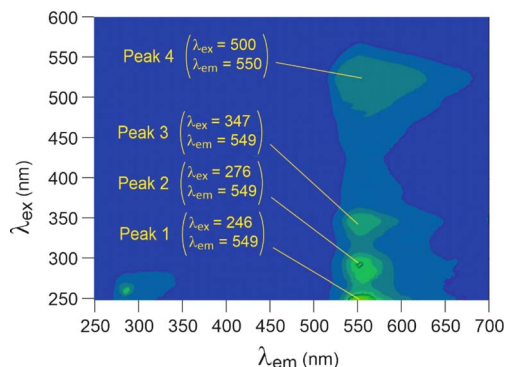 600
550
500
450
400
350
300
250
λex (nm)
Peak 4 (λex = 500
λem = 550)
Peak 3 (λex = 347
λem = 549)
Peak 2 (λex = 276
λem = 549)
Peak 1 (λex = 246
λem = 549)
250 300 350 400 450 500 550 600 650 700
λem (nm)